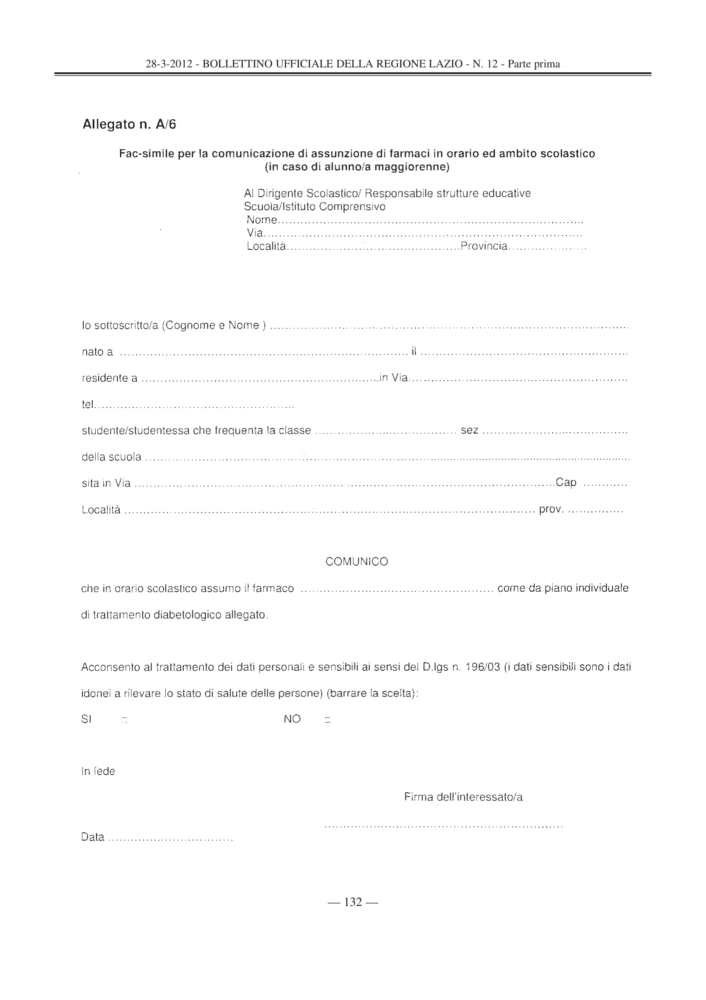 28-3-2012 - BOLLETTINO UFFICIALE DELLA REGIONE LAZIO - N. 12 - Parte prima
Allegato n. A/6
Fac-simile per la comunicazione di assunzione di farmaci in orario ed ambito scolastico
(in caso di alunno/a maggiorenne)
Al Dirigente Scolastico/ Responsabile strutture educative
Scuola/Istituto Comprensivo
Nome................................................................................
Via...................................................................................
Località.............................................Provincia.....................
Io sottoscritto/a (Cognome e Nome ) ..............................................................................................
nato a ............................................................................ il .......................................................
residente a ...............................................................in Via..........................................................
tel.....................................................
studente/studentessa che frequenta la classe ..................................... sez ......................................
della scuola ................................................................................................................................
sita in Via ..............................................................................................................Cap ............
Località ............................................................................................................ prov. ...............
COMUNICO
che in orario scolastico assumo il farmaco ................................................... come da piano individuale
di trattamento diabetologico allegato.
Acconsento al trattamento dei dati personali e sensibili ai sensi del D.lgs n. 196/03 (i dati sensibili sono i dati
idonei a rilevare lo stato di salute delle persone) (barrare la scelta):
SI □ NO □
In fede
Firma dell'interessato/a
...............................................................
Data .................................
— 132 —